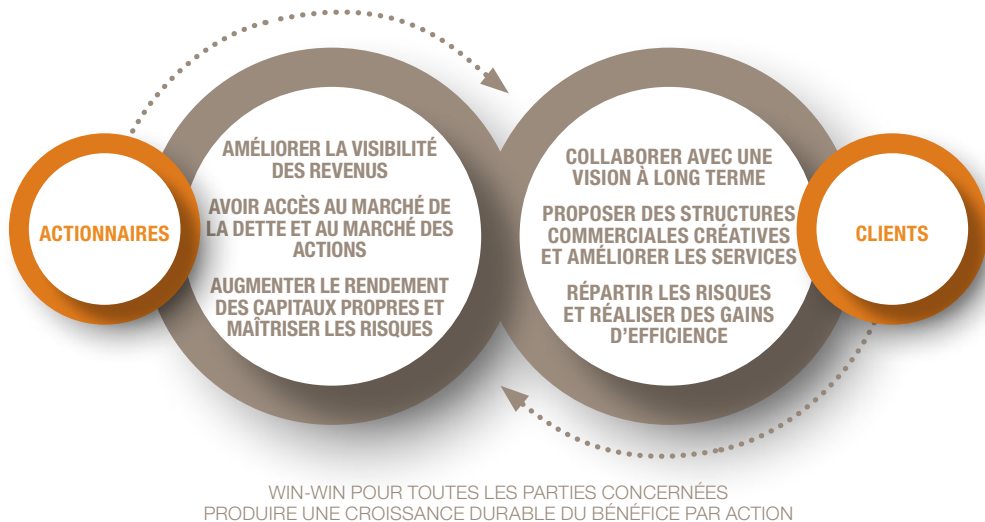 ACTIONNAIRES
AMÉLIORER LA VISIBILITÉ
DES REVENUS
AVOIR ACCÈS AU MARCHÉ DE
LA DETTE ET AU MARCHÉ DES
ACTIONS
AUGMENTER LE RENDEMENT
DES CAPITAUX PROPRES ET
MAÎTRISER LES RISQUES
COLLABORER AVEC UNE
VISION À LONG TERME
PROPOSER DES STRUCTURES
COMMERCIALES CRÉATIVES
ET AMÉLIORER LES SERVICES
RÉPARTIR LES RISQUES
ET RÉALISER DES GAINS
D’EFFICIENCE
CLIENTS
WIN-WIN POUR TOUTES LES PARTIES CONCERNÉES
PRODUIRE UNE CROISSANCE DURABLE DU BÉNÉFICE PAR ACTION